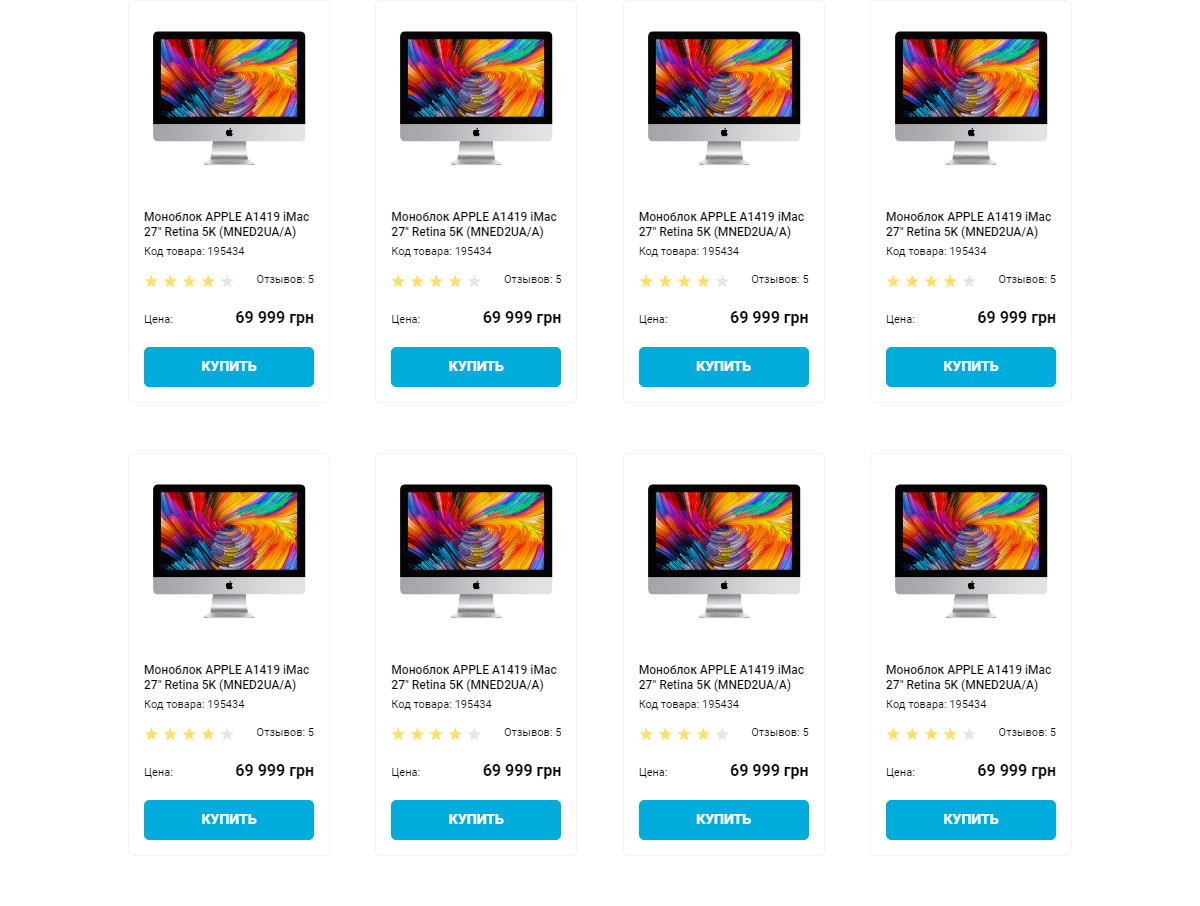 Моноблок APPLE A1419 iMac
27" Retina 5K (MNED2UA/A)
Код товара: 195434
Отзывов: 5
Цена: 69 999 грн
КУПИТЬ
Моноблок APPLE A1419 iMac
27" Retina 5K (MNED2UA/A)
Код товара: 195434
Отзывов: 5
Цена: 69 999 грн
КУПИТЬ
Моноблок APPLE A1419 iMac
27" Retina 5K (MNED2UA/A)
Код товара: 195434
Отзывов: 5
Цена: 69 999 грн
КУПИТЬ
Моноблок APPLE A1419 iMac
27" Retina 5K (MNED2UA/A)
Код товара: 195434
Отзывов: 5
Цена: 69 999 грн
КУПИТЬ
Моноблок APPLE A1419 iMac
27" Retina 5K (MNED2UA/A)
Код товара: 195434
Отзывов: 5
Цена: 69 999 грн
КУПИТЬ
Моноблок APPLE A1419 iMac
27" Retina 5K (MNED2UA/A)
Код товара: 195434
Отзывов: 5
Цена: 69 999 грн
КУПИТЬ
Моноблок APPLE A1419 iMac
27" Retina 5K (MNED2UA/A)
Код товара: 195434
Отзывов: 5
Цена: 69 999 грн
КУПИТЬ
Моноблок APPLE A1419 iMac
27" Retina 5K (MNED2UA/A)
Код товара: 195434
Отзывов: 5
Цена: 69 999 грн
КУПИТЬ